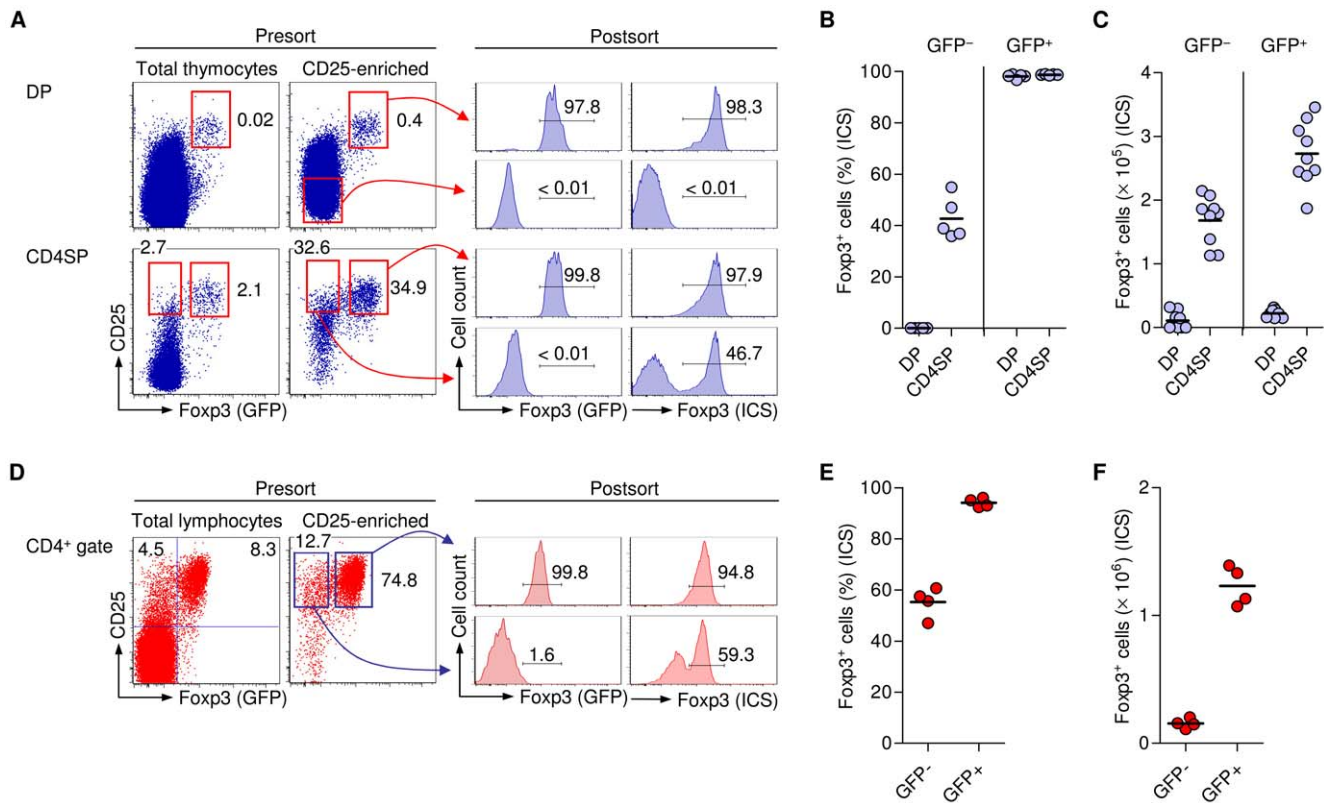 A
Presort
Postsort
Total thymocytes
CD25-enriched
DP
0.02
0.4
97.8
98.3
< 0.01
< 0.01
CD4SP
2.7
2.1
32.6
34.9
99.8
97.9
< 0.01
46.7
CD25
Foxp3 (GFP)
Cell count
Foxp3 (GFP)
Foxp3 (ICS)
B
GFP⁻
GFP⁺
Foxp3⁺ cells (%) (ICS)
100
80
60
40
20
0
DP
CD4SP
DP
CD4SP
C
GFP⁻
GFP⁺
Foxp3⁺ cells (× 10⁵) (ICS)
4
3
2
1
0
DP
CD4SP
DP
CD4SP
D
Presort
Postsort
Total lymphocytes
CD25-enriched
CD4⁺ gate
4.5
8.3
12.7
74.8
99.8
94.8
1.6
59.3
CD25
Foxp3 (GFP)
Cell count
Foxp3 (GFP)
Foxp3 (ICS)
E
Foxp3⁺ cells (%) (ICS)
100
80
60
40
20
0
GFP-
GFP+
F
Foxp3⁺ cells (× 10⁶) (ICS)
2
1
0
GFP-
GFP+